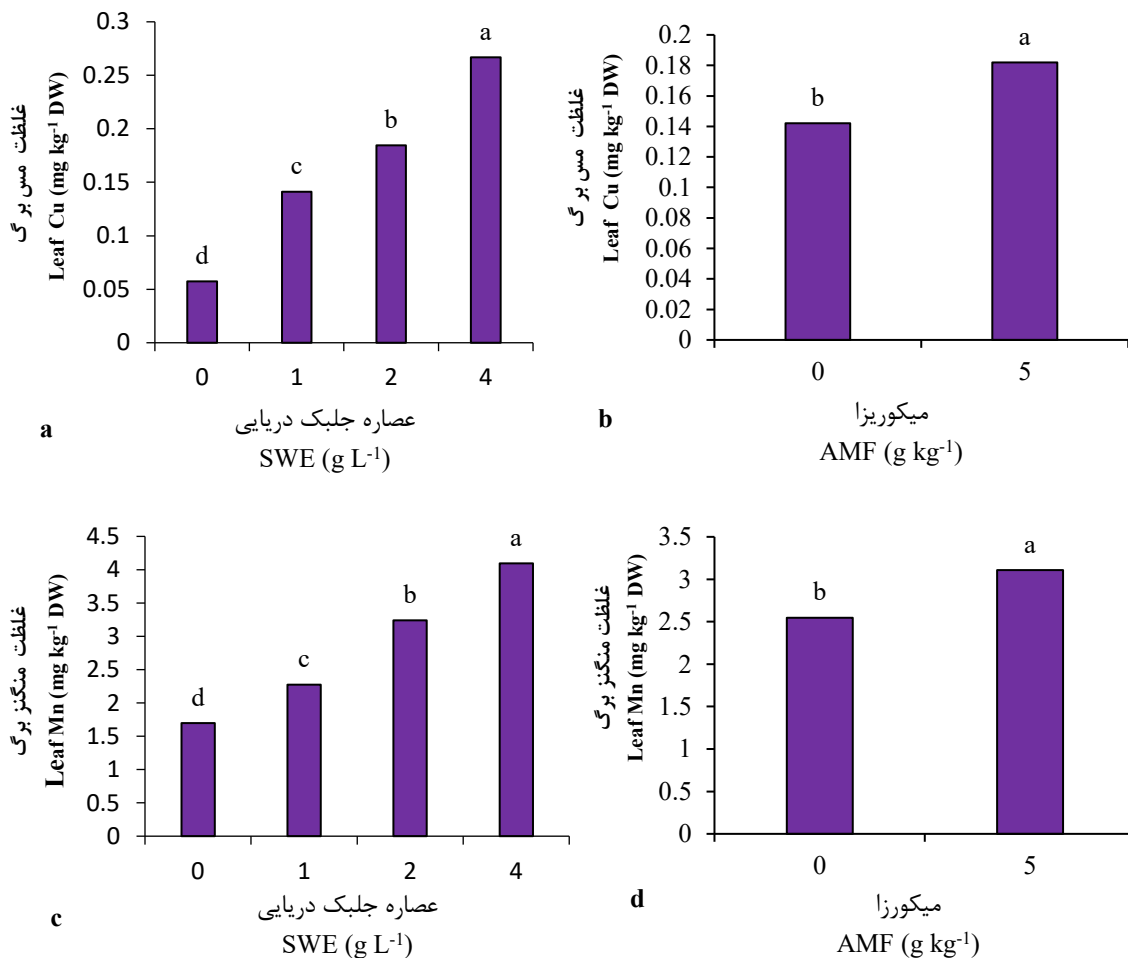 غلظت مس برگ
Leaf Cu (mg kg-1 DW)
0.3
0.25
0.2
0.15
0.1
0.05
0
d
c
b
a
0 1 2 4
عصاره جلبک دریایی
SWE (g L-1)
a
غلظت مس برگ
Leaf Cu (mg kg-1 DW)
0.2
0.18
0.16
0.14
0.12
0.1
0.08
0.06
0.04
0.02
0
b
a
0 5
میکوریزا
AMF (g kg-1)
b
غلظت منگنز برگ
Leaf Mn (mg kg-1 DW)
4.5
4
3.5
3
2.5
2
1.5
1
0.5
0
d
c
b
a
0 1 2 4
عصاره جلبک دریایی
SWE (g L-1)
c
غلظت منگنز برگ
Leaf Mn (mg kg-1 DW)
3.5
3
2.5
2
1.5
1
0.5
0
b
a
0 5
میکورزا
AMF (g kg-1)
d